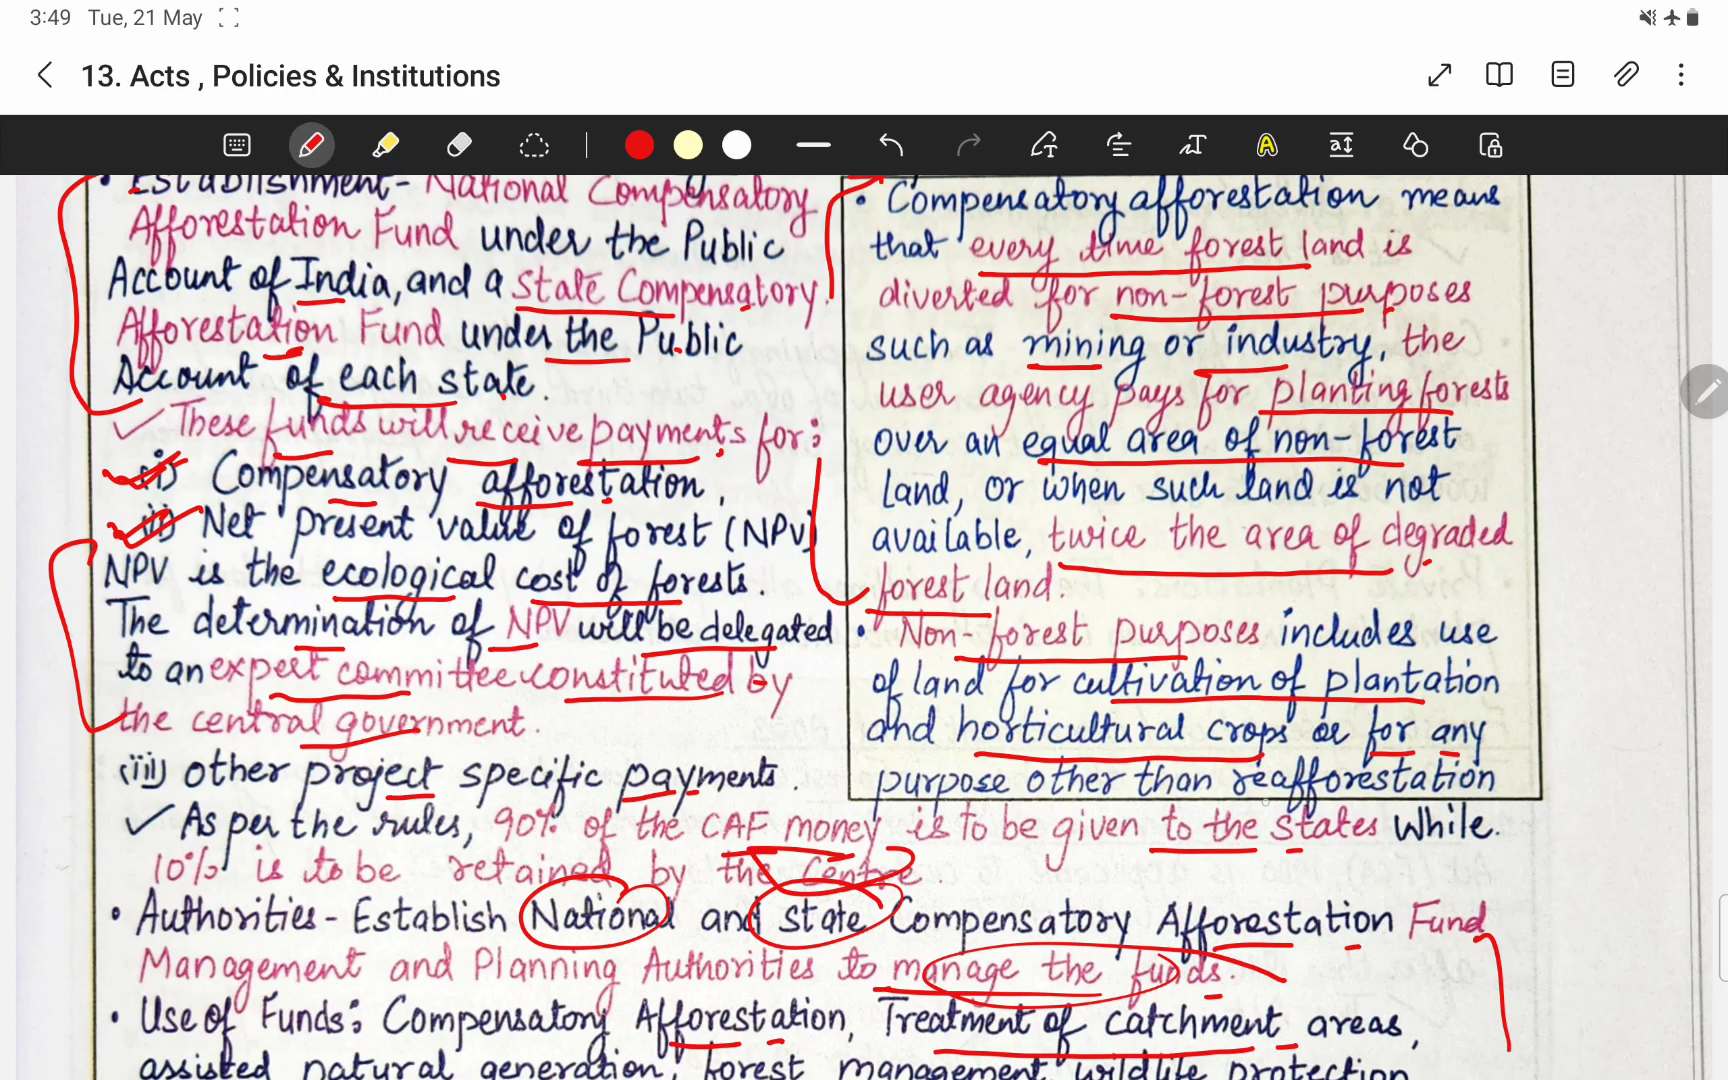 3:49 Tue, 21 May
13. Acts , Policies & Institutions
• Establishment- National Compensatory
Afforestation Fund under the Public
Account of India, and a State Compensatory
Afforestation Fund under the Public
Account of each state.
✓ These funds will receive payments for:
(i) Compensatory afforestation,
(ii) Net present value of forest (NPV)
NPV is the ecological cost of forests.
The determination of NPV will be delegated
to an expert committee constituted by
the central government.
(iii) other project specific payments.
• Compensatory afforestation means
that every time forest land is
diverted for non-forest purposes
such as mining or industry, the
user agency pays for planting forests
over an equal area of non-forest
land, or when such land is not
available, twice the area of degraded
forest land.
• Non-forest purposes includes use
of land for cultivation of plantation
and horticultural crops or for any
purpose other than reafforestation
✓ As per the rules, 90% of the CAF money is to be given to the states while
10% is to be retained by the Centre.
• Authorities- Establish National and state Compensatory Afforestation Fund
Management and Planning Authorities to manage the funds.
• Use of Funds: Compensatory Afforestation, Treatment of catchment areas,
assisted natural generation, forest management, wildlife protection